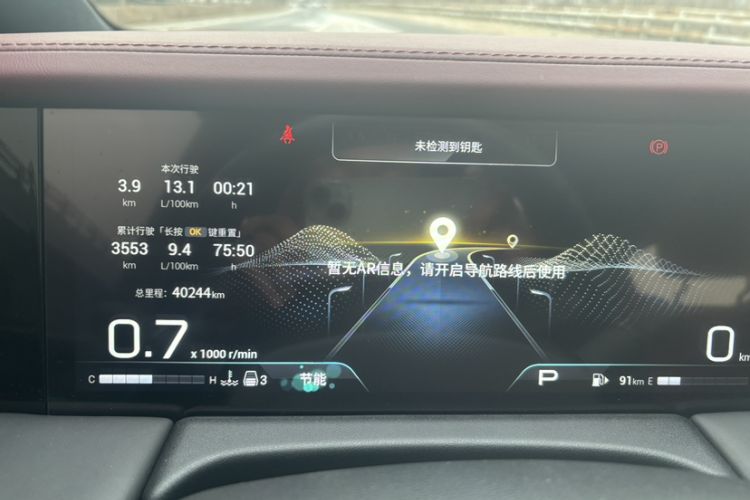 未检测到钥匙
P
本次行驶
3.9 13.1 00:21
km L/100km h
累计行驶「长按 OK 键重置」
3553 9.4 75:50
km L/100km h
总里程: 40244km
暂无AR信息，请开启导航路线后使用
0.7 x 1000 r/min
0 km
C H 3 节能 P 91km E